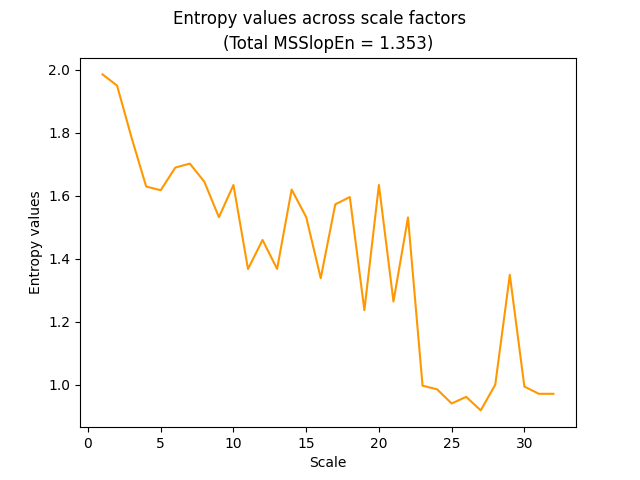 Entropy values across scale factors
(Total MSSlopEn = 1.353)
Entropy values
2.0
1.8
1.6
1.4
1.2
1.0
0 5 10 15 20 25 30
Scale